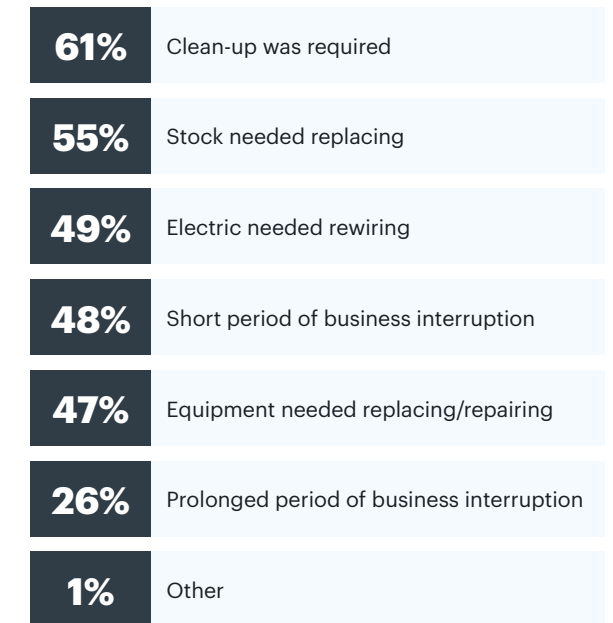 61% Clean-up was required
55% Stock needed replacing
49% Electric needed rewiring
48% Short period of business interruption
47% Equipment needed replacing/repairing
26% Prolonged period of business interruption
1% Other